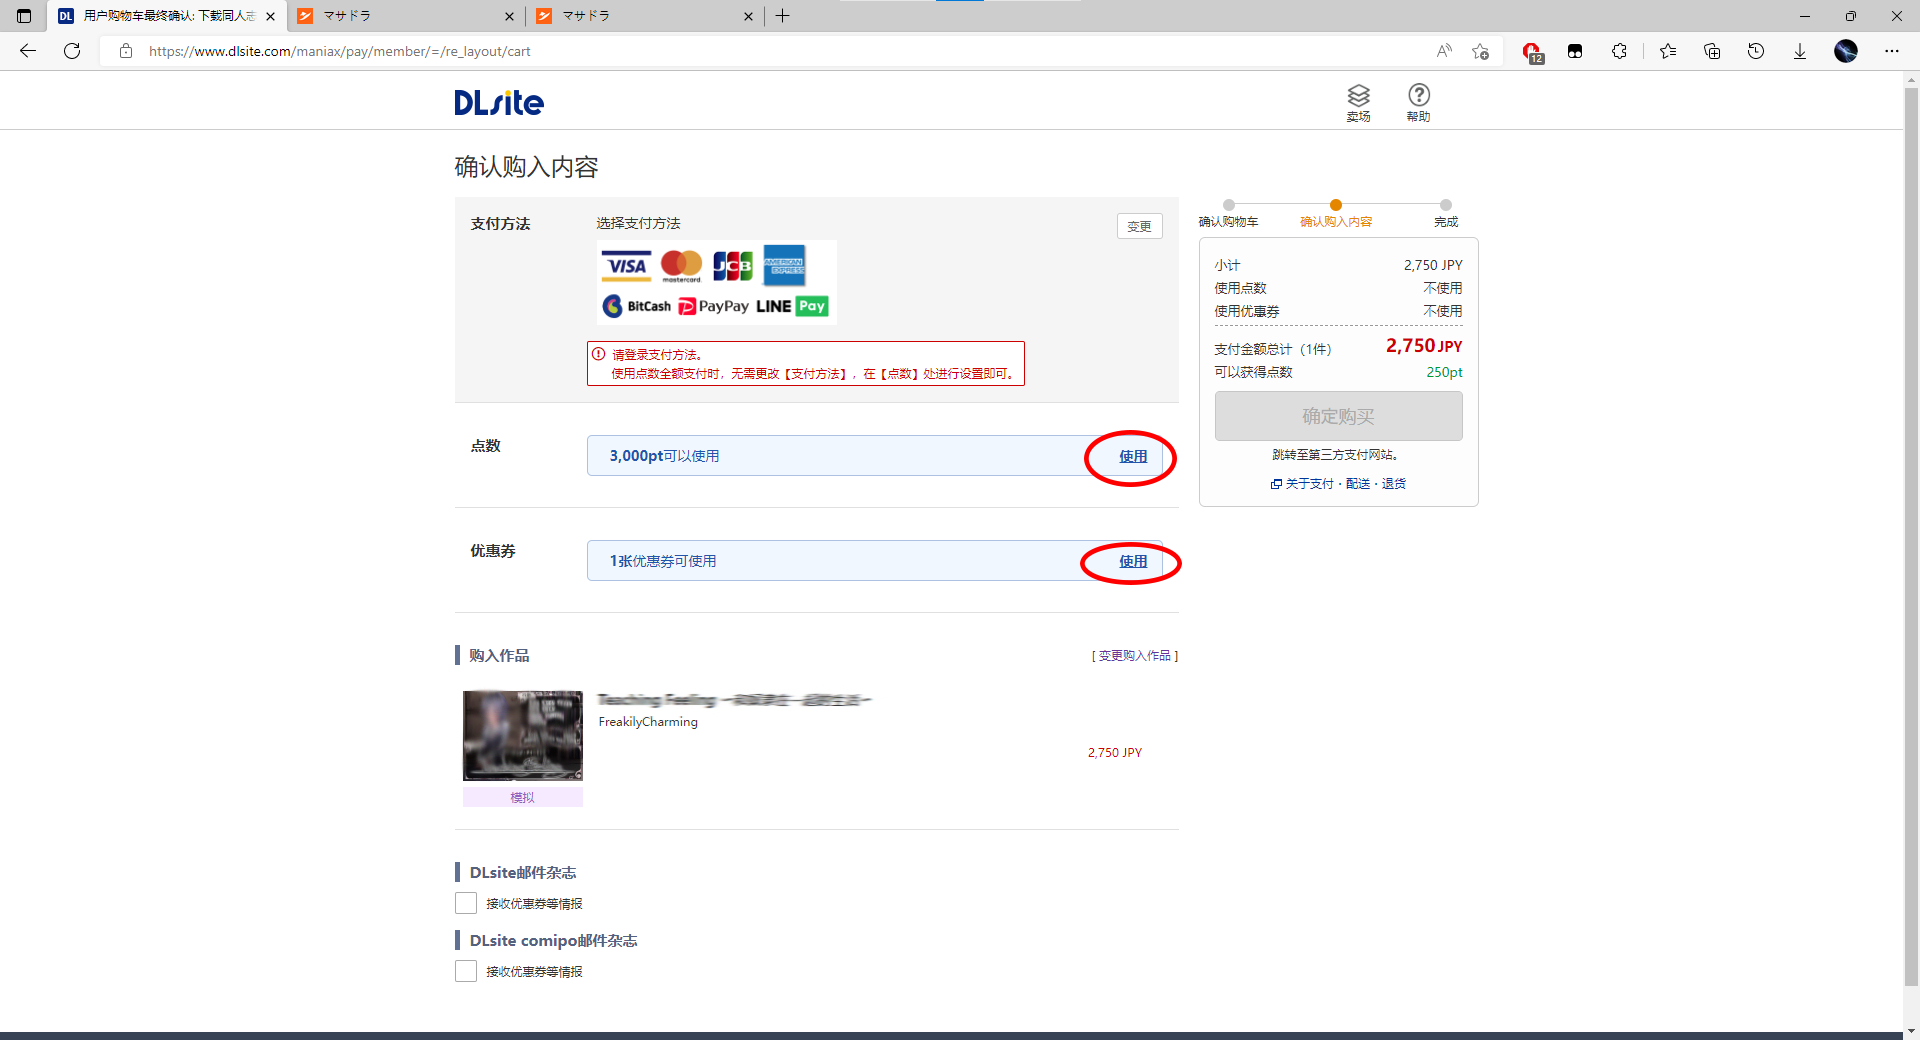 DL 用户购物车最终确认: 下载同人志
マサドラ
マサドラ
https://www.dlsite.com/maniax/pay/member/=/re_layout/cart
12
DLsite
卖场
帮助
确认购入内容
支付方法
选择支付方法
变更
VISA
mastercard
JCB
AMERICAN EXPRESS
BitCash
PayPay
LINE Pay
请登录支付方法。
使用点数全额支付时，无需更改【支付方法】，在【点数】处进行设置即可。
点数
3,000pt可以使用
使用
优惠券
1张优惠券可使用
使用
购入作品
[ 变更购入作品 ]
FreakilyCharming
2,750 JPY
模拟
DLsite邮件杂志
接收优惠券等情报
DLsite comipo邮件杂志
接收优惠券等情报
确认购物车
确认购入内容
完成
小计 2,750 JPY
使用点数 不使用
使用优惠券 不使用
支付金额总计（1件） 2,750JPY
可以获得点数 250pt
确定购买
跳转至第三方支付网站。
关于支付・配送・退货